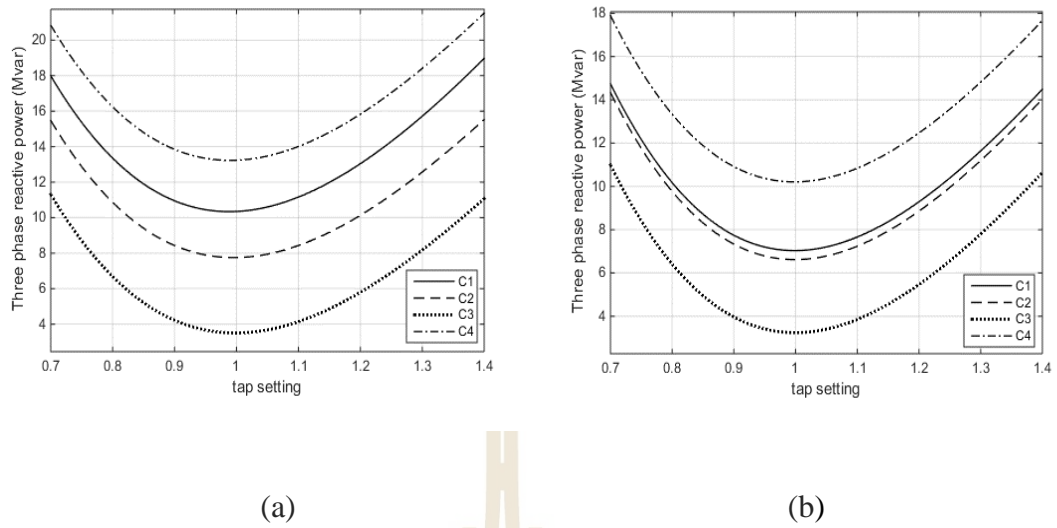 Three phase reactive power (Mvar)
20
18
16
14
12
10
8
6
4
0.7 0.8 0.9 1 1.1 1.2 1.3 1.4
tap setting
C1
C2
C3
C4
(a)
Three phase reactive power (Mvar)
18
16
14
12
10
8
6
4
0.7 0.8 0.9 1 1.1 1.2 1.3 1.4
tap setting
C1
C2
C3
C4
(b)